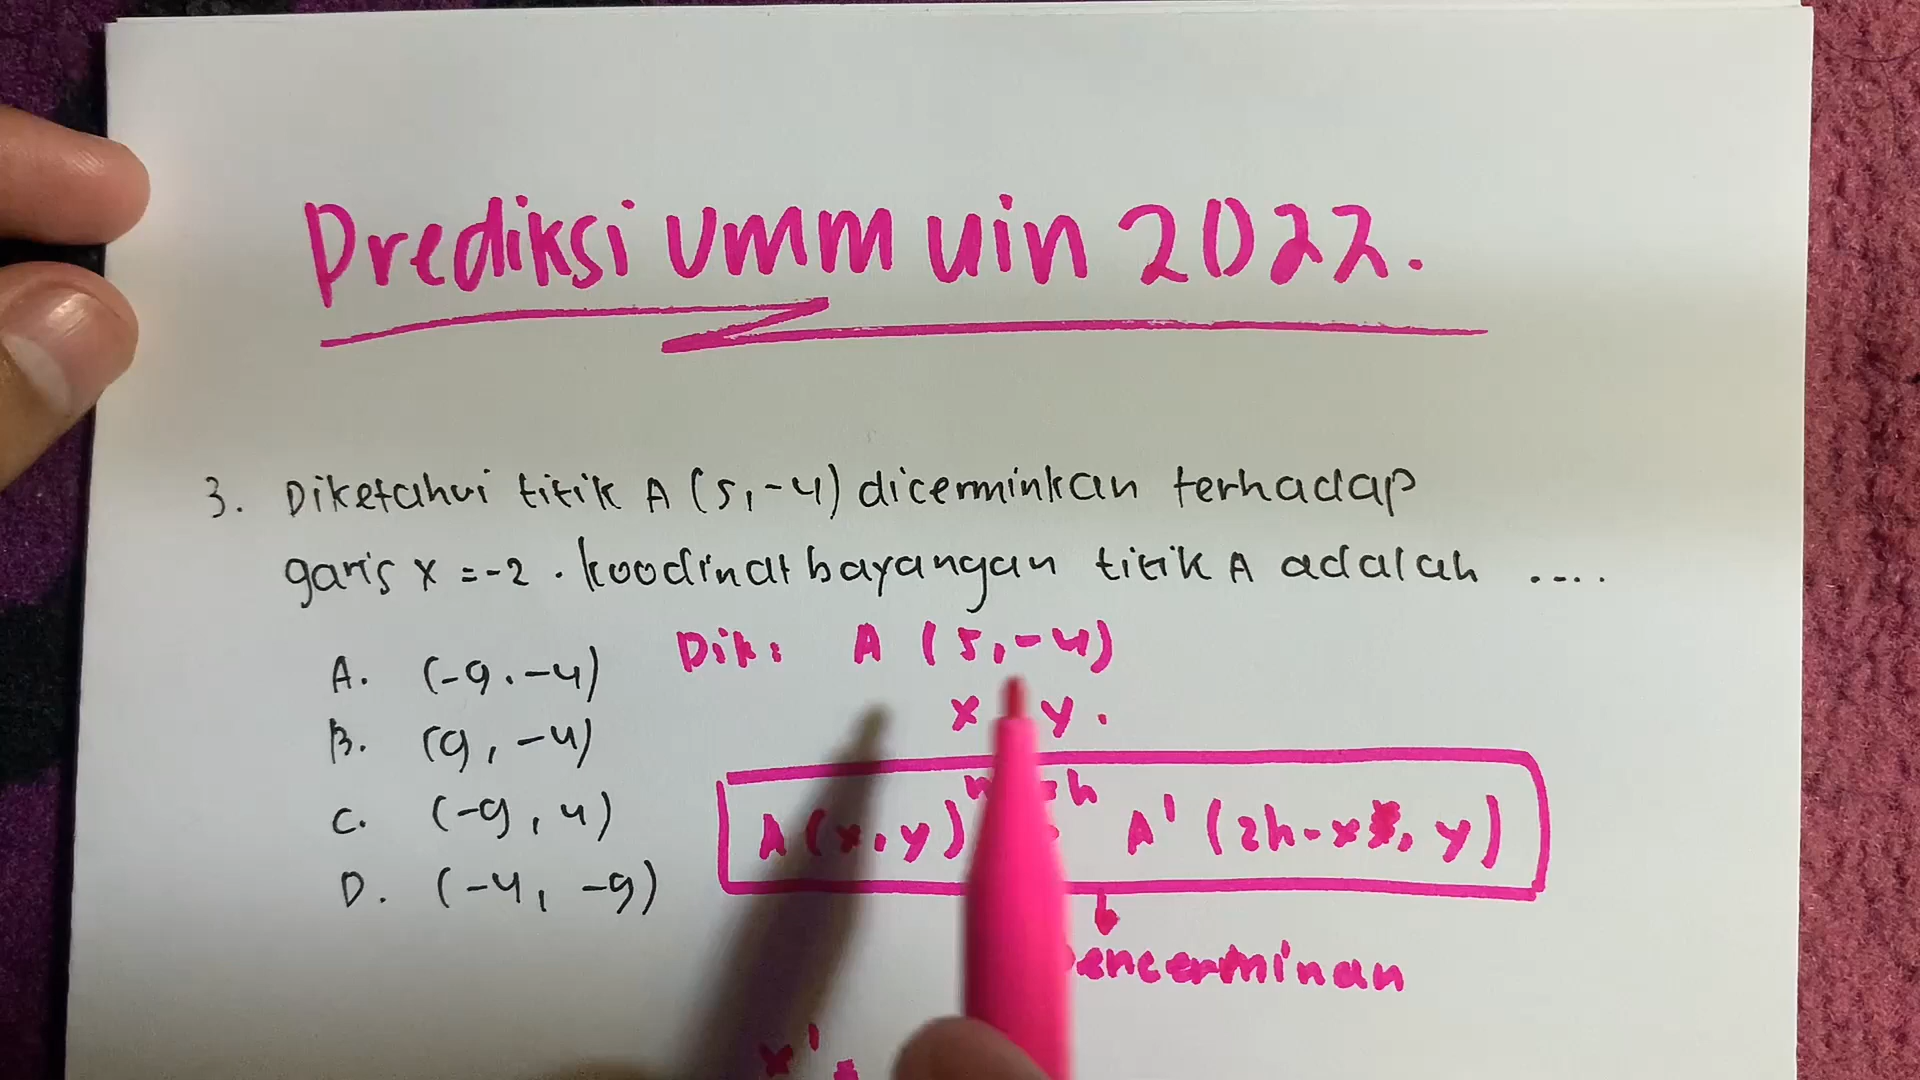 Prediksi UMM Uin 2022.
3. Diketahui titik A (5,-4) dicerminkan terhadap
garis x = -2 . koodinat bayangan titik A adalah ....
Dik: A (5,-4)
x y .
A. (-9.-4)
B. (9, -4)
C. (-9, 4)
D. (-4, -9)
A(x,y) A' (2h-x, y)
encerminan
x'